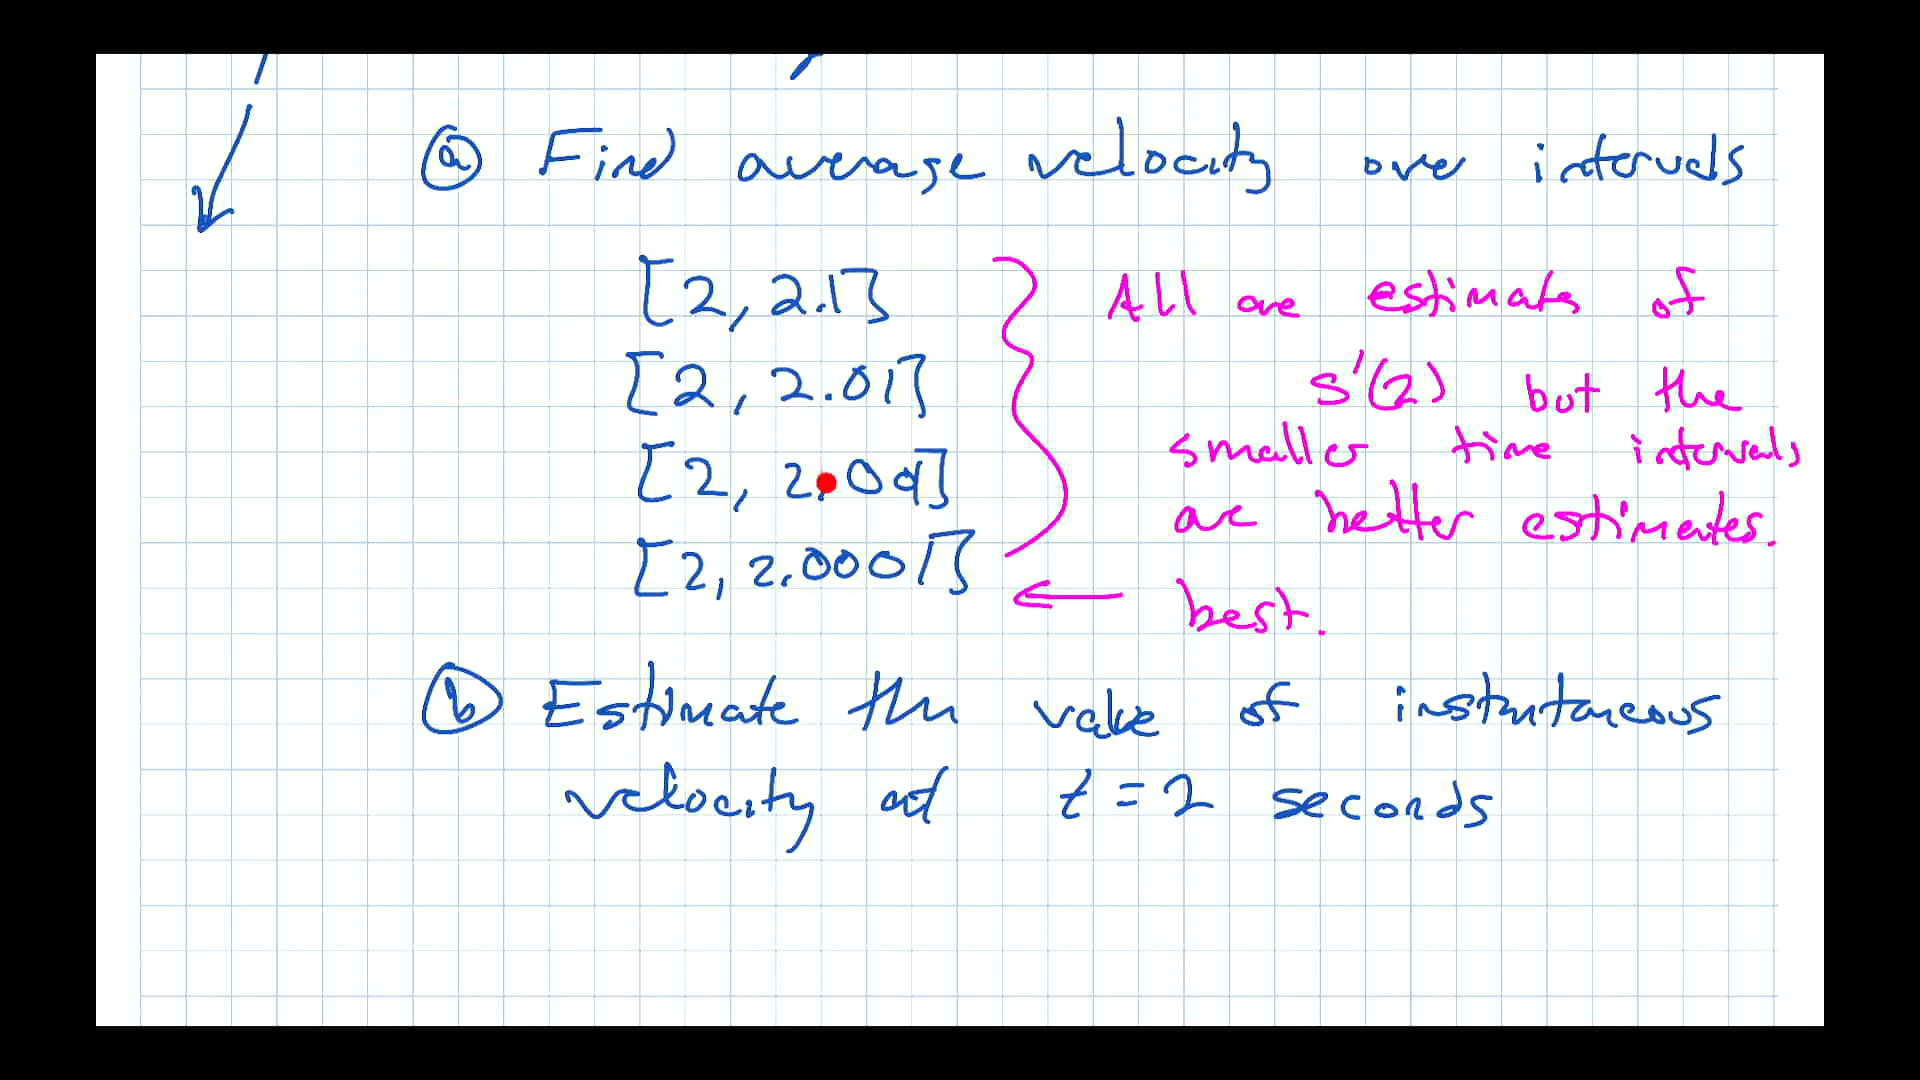 (a) Find average velocity over intervals
[2, 2.1] All are estimates of
[2, 2.01] s'(2) but the
smaller time intervals
[2, 2.001] are better estimates.
[2, 2.0001] ← best.
(b) Estimate the value of instantaneous
velocity at t = 2 seconds